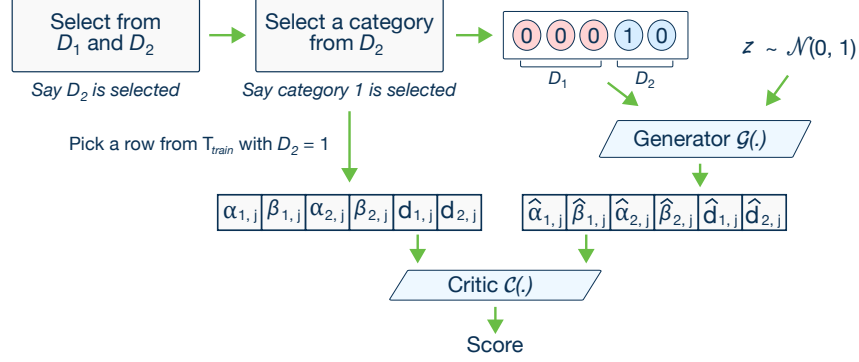 Select from
D₁ and D₂
Select a category
from D₂
0 0 0 1 0
D₁ D₂
z ~ 𝒩(0, 1)
Say D₂ is selected
Say category 1 is selected
Pick a row from T_train with D₂ = 1
Generator 𝒢(.)
α₁,ⱼ β₁,ⱼ α₂,ⱼ β₂,ⱼ d₁,ⱼ d₂,ⱼ
α̂₁,ⱼ β̂₁,ⱼ α̂₂,ⱼ β̂₂,ⱼ d̂₁,ⱼ d̂₂,ⱼ
Critic 𝒞(.)
Score